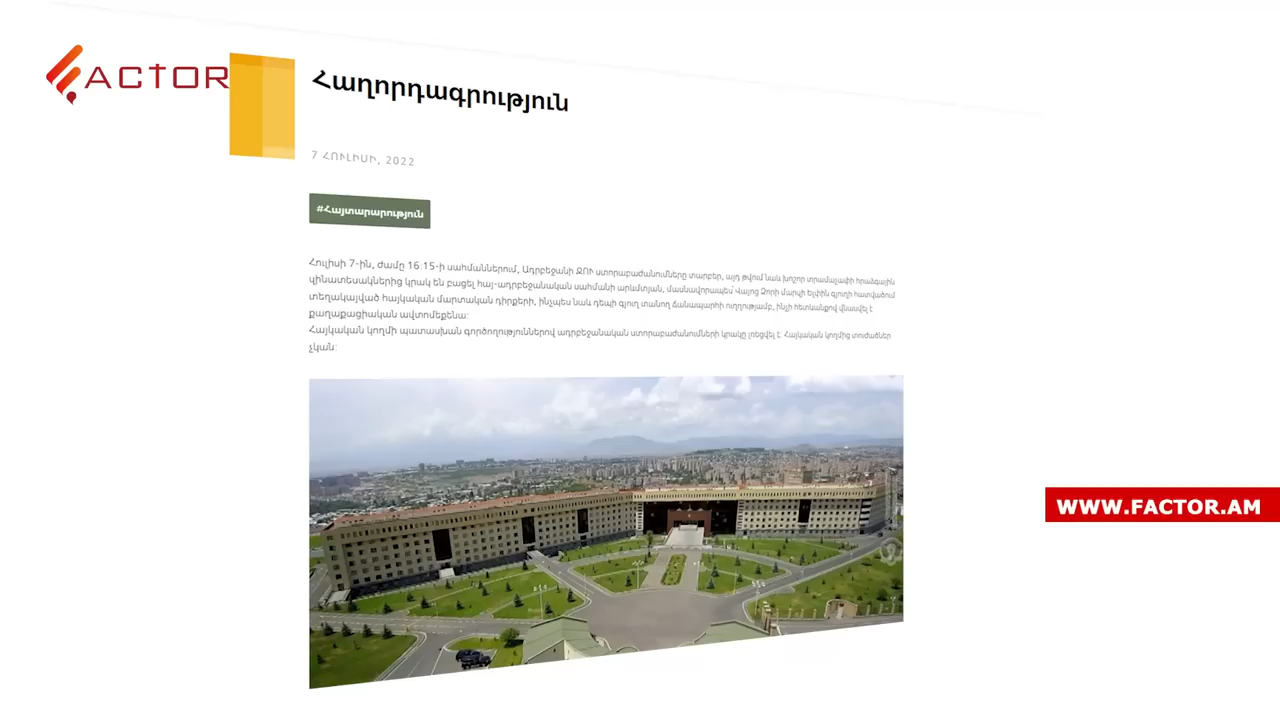 ACTOR
Հաղորդագրություն
7 ՀՈՒԼԻՍԻ, 2022
#Հայտարարություն
Հուլիսի 7-ին, ժամը 16:15-ի սահմաններում, Ադրբեջանի ԶՈՒ ստորաբաժանումները տարբեր, այդ թվում նաև խոշոր տրամաչափի հրաձգային
զինատեսակներից կրակ են բացել հայ-ադրբեջանական սահմանի արևմտյան, մասնավորապես՝ Վայոց Ձորի մարզի Ելփին գյուղի հատվածում
տեղակայված հայկական մարտական դիրքերի, ինչպես նաև դեպի գյուղ տանող ճանապարհի ուղղությամբ, ինչի հետևանքով վնասվել է
քաղաքացիական ավտոմեքենա:
Հայկական կողմի պատասխան գործողություններով ադրբեջանական ստորաբաժանումների կրակը լռեցվել է: Հայկական կողմից տուժածներ
չկան:
WWW.FACTOR.AM